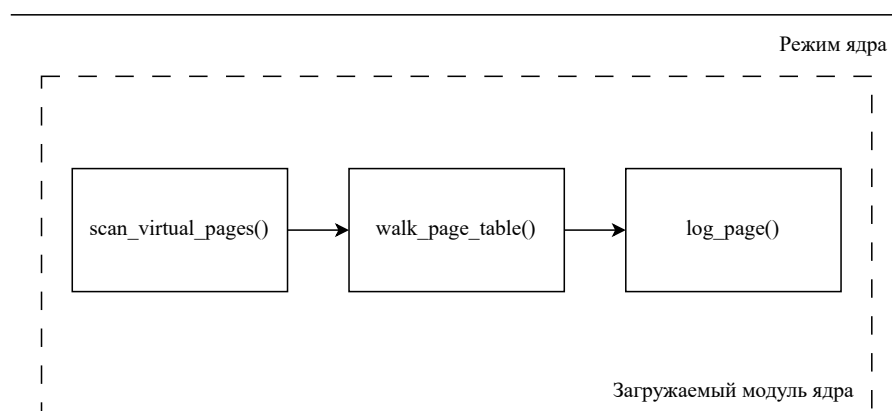 Режим ядра
scan_virtual_pages()
walk_page_table()
log_page()
Загружаемый модуль ядра